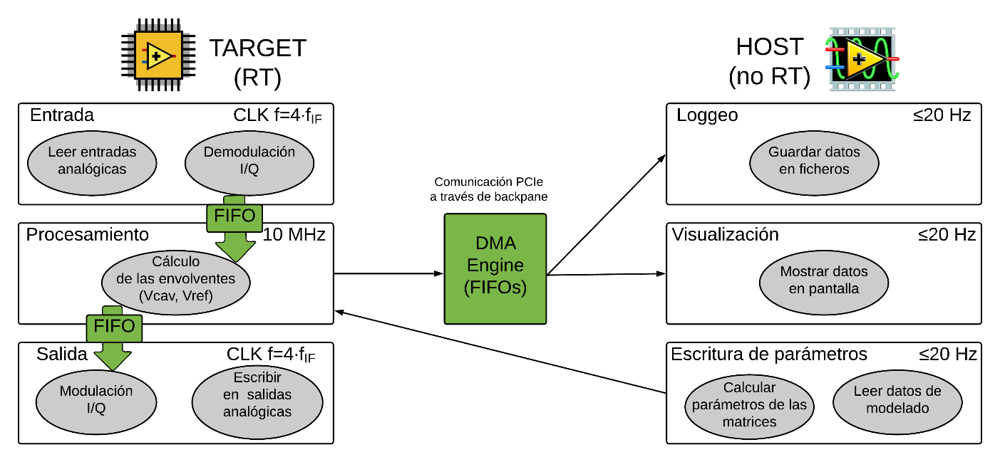 TARGET
(RT)
HOST
(no RT)
Entrada
CLK f=4·fIF
Leer entradas
analógicas
Demodulación
I/Q
FIFO
Procesamiento
10 MHz
Cálculo
de las envolventes
(Vcav, Vref)
FIFO
Salida
CLK f=4·fIF
Modulación
I/Q
Escribir
en salidas
analógicas
Comunicación PCIe
a través de backpane
DMA
Engine
(FIFOs)
Loggeo
≤20 Hz
Guardar datos
en ficheros
Visualización
≤20 Hz
Mostrar datos
en pantalla
Escritura de parámetros
≤20 Hz
Calcular
parámetros de las
matrices
Leer datos de
modelado